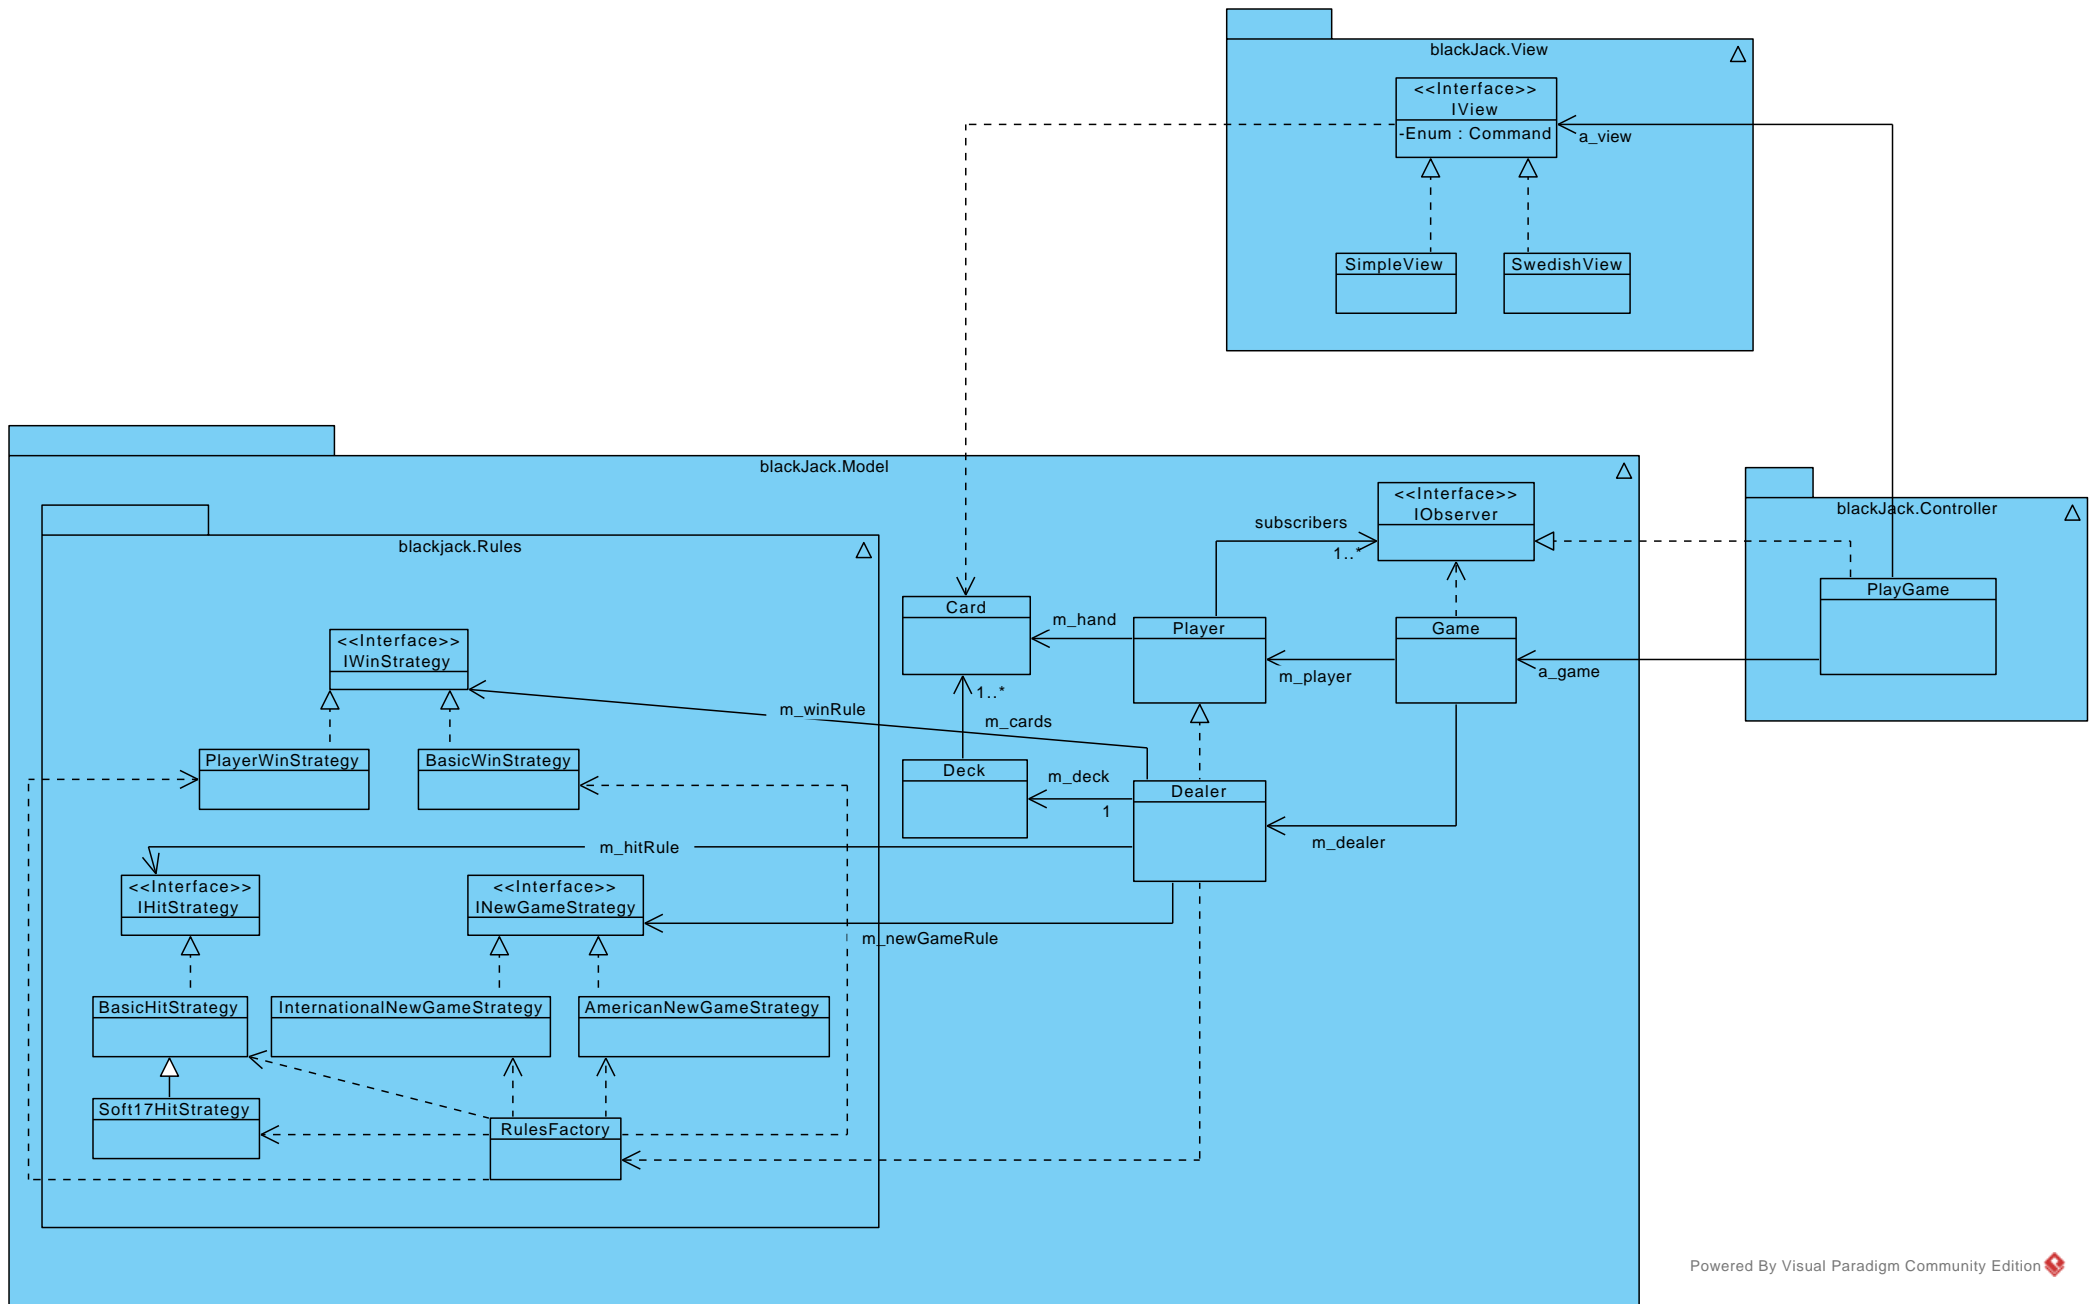 blackJack.View
<<Interface>>
IView
-Enum : Command
a_view
SimpleView
SwedishView
blackJack.Model
blackJack.Controller
<<Interface>>
IObserver
subscribers
1..*
blackjack.Rules
PlayGame
Card
m_hand
Player
Game
<<Interface>>
IWinStrategy
m_player
a_game
1..*
m_winRule
m_cards
PlayerWinStrategy
BasicWinStrategy
Deck
m_deck
1
Dealer
m_dealer
m_hitRule
<<Interface>>
IHitStrategy
<<Interface>>
INewGameStrategy
m_newGameRule
BasicHitStrategy
InternationalNewGameStrategy
AmericanNewGameStrategy
Soft17HitStrategy
RulesFactory
Powered By Visual Paradigm Community Edition